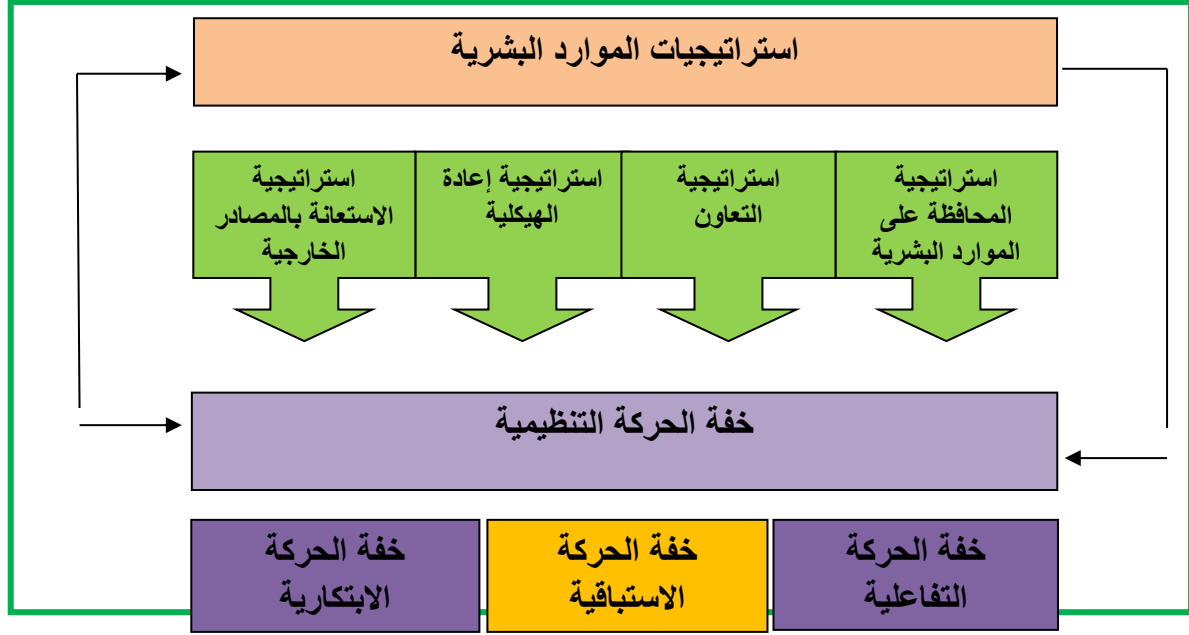 استراتيجيات الموارد البشرية
استراتيجية
المحافظة على
الموارد البشرية
استراتيجية
التعاون
استراتيجية إعادة
الهيكلية
استراتيجية
الاستعانة بالمصادر
الخارجية
خفة الحركة التنظيمية
خفة الحركة
التفاعلية
خفة الحركة
الاستباقية
خفة الحركة
الابتكارية